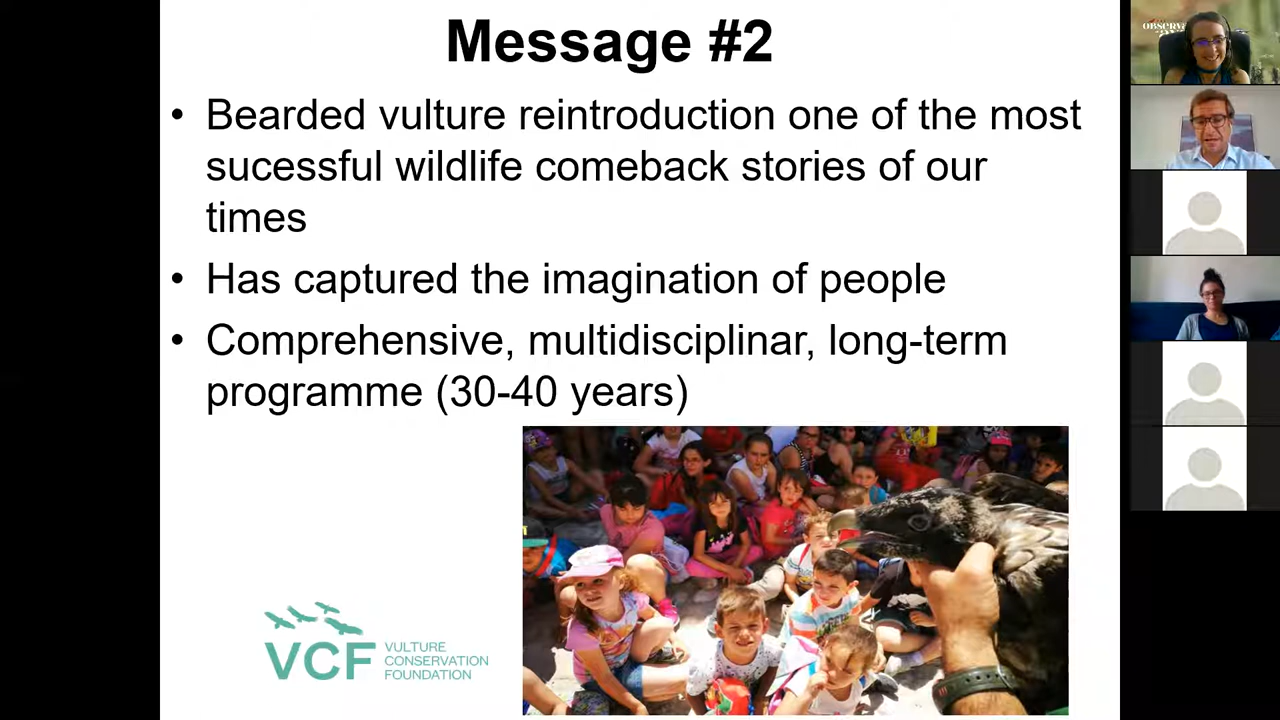 Message #2
• Bearded vulture reintroduction one of the most
sucessful wildlife comeback stories of our
times
• Has captured the imagination of people
• Comprehensive, multidisciplinar, long-term
programme (30-40 years)
VCF
VULTURE
CONSERVATION
FOUNDATION